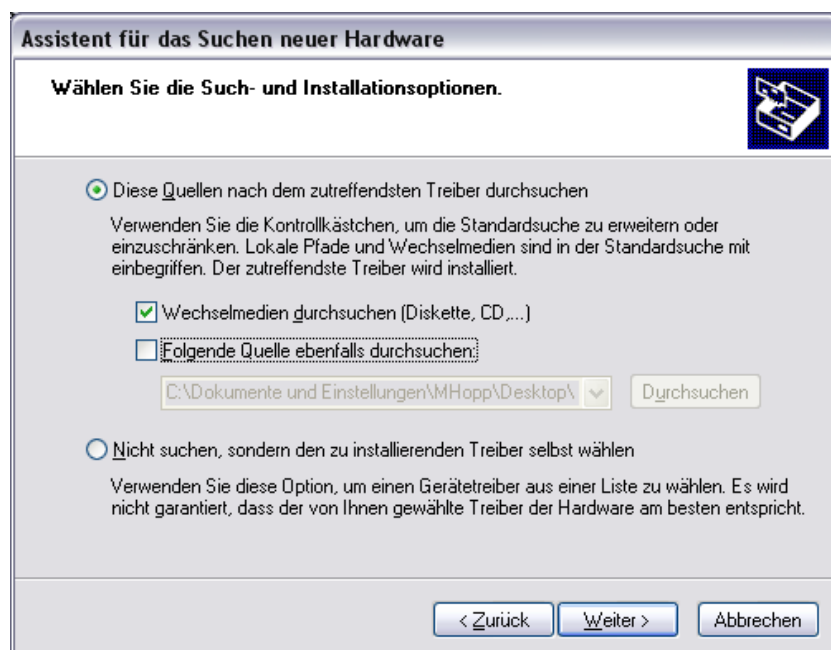 Assistent für das Suchen neuer Hardware
Wählen Sie die Such- und Installationsoptionen.
Diese Quellen nach dem zutreffendsten Treiber durchsuchen
Verwenden Sie die Kontrollkästchen, um die Standardsuche zu erweitern oder
einzuschränken. Lokale Pfade und Wechselmedien sind in der Standardsuche mit
einbegriffen. Der zutreffendste Treiber wird installiert.
Wechselmedien durchsuchen (Diskette, CD,...)
Folgende Quelle ebenfalls durchsuchen:
C:\Dokumente und Einstellungen\MHopp\Desktop\ Durchsuchen
Nicht suchen, sondern den zu installierenden Treiber selbst wählen
Verwenden Sie diese Option, um einen Gerätetreiber aus einer Liste zu wählen. Es wird
nicht garantiert, dass der von Ihnen gewählte Treiber der Hardware am besten entspricht.
< Zurück Weiter > Abbrechen